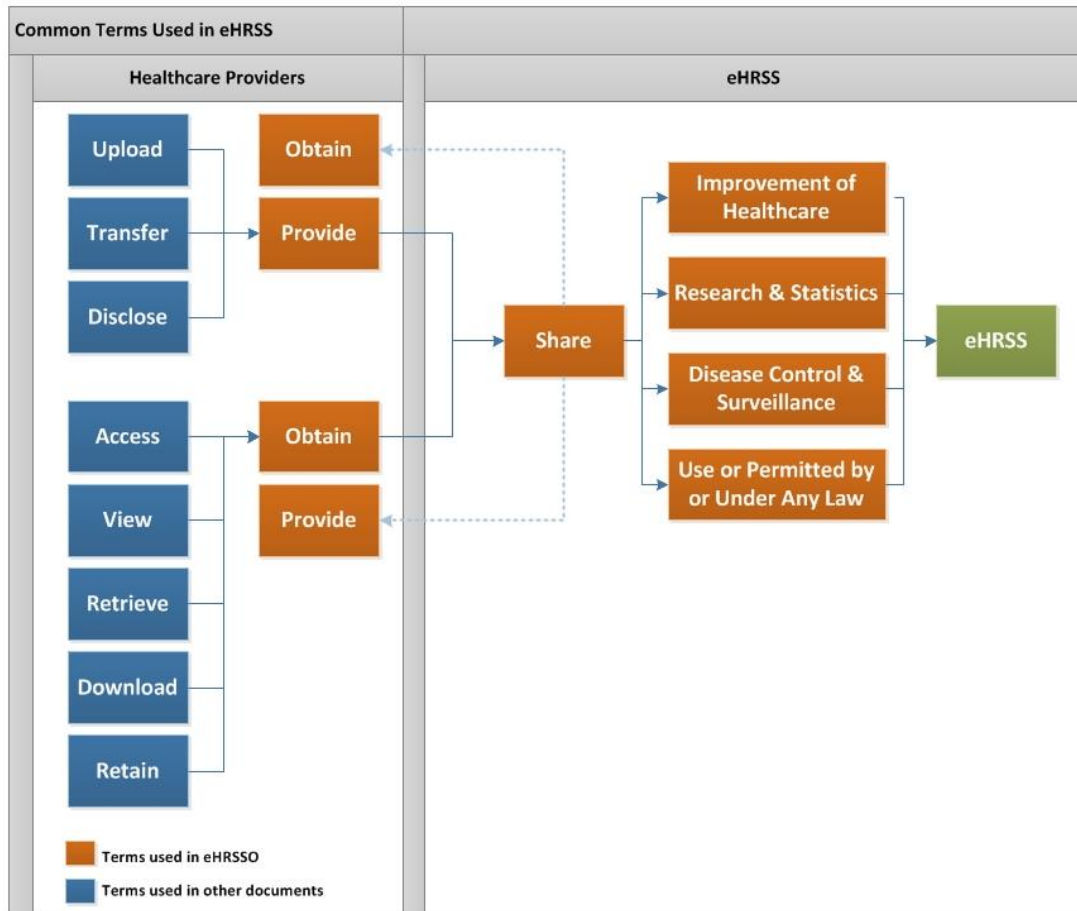 Common Terms Used in eHRSS
Healthcare Providers
eHRSS
Upload
Obtain
Transfer
Provide
Disclose
Access
Obtain
View
Provide
Retrieve
Download
Retain
Share
Improvement of
Healthcare
Research & Statistics
Disease Control &
Surveillance
Use or Permitted by
or Under Any Law
eHRSS
Terms used in eHRSSO
Terms used in other documents